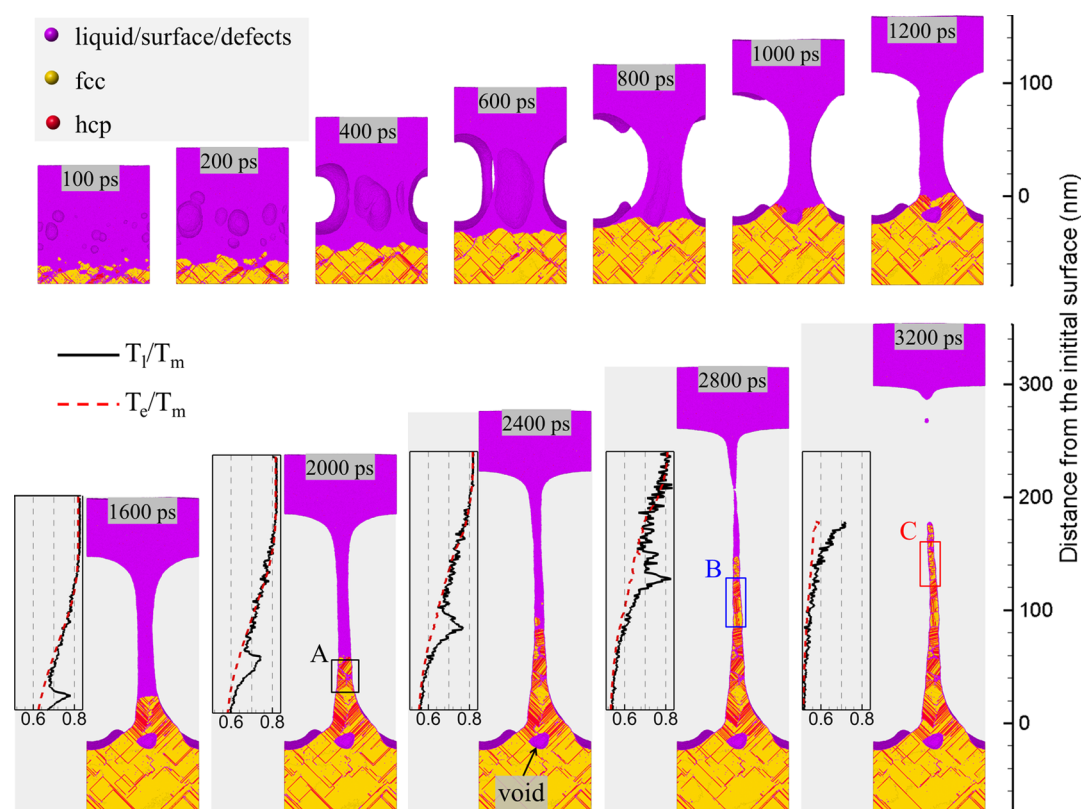 liquid/surface/defects
fcc
hcp
100 ps
200 ps
400 ps
600 ps
800 ps
1000 ps
1200 ps
100
0
Distance from the initital surface (nm)
Tl/Tm
Te/Tm
1600 ps
2000 ps
2400 ps
2800 ps
3200 ps
A
B
C
void
0.6 0.8
0.6 0.8
0.6 0.8
0.6 0.8
0.6 0.8
300
200
100
0